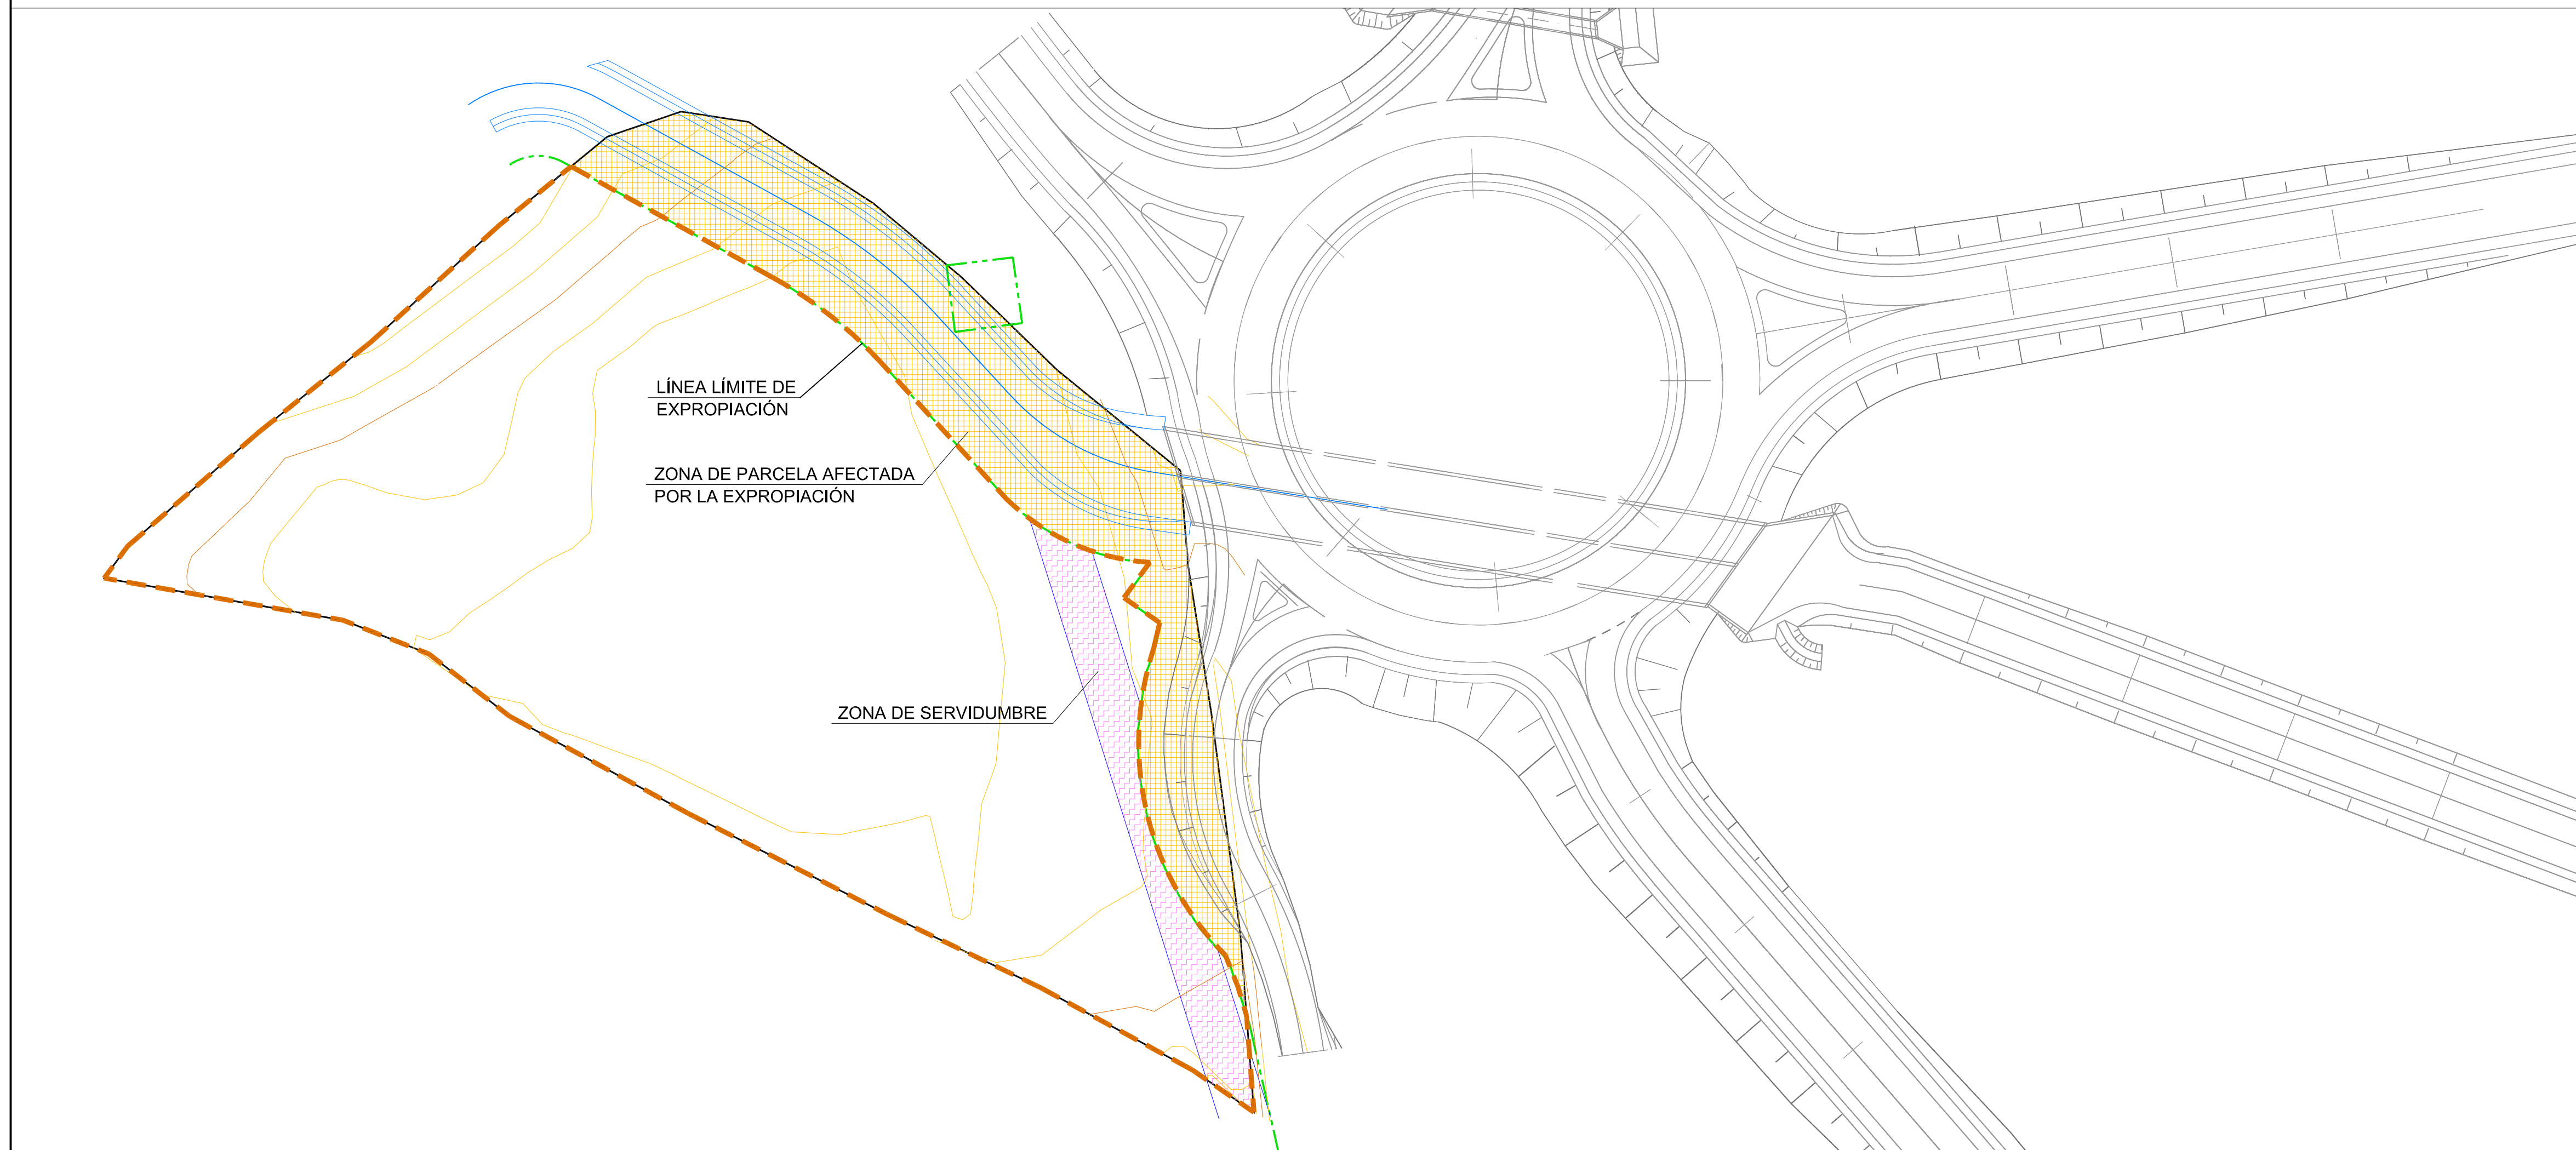 LÍNEA LÍMITE DE
EXPROPIACIÓN
ZONA DE PARCELA AFECTADA
POR LA EXPROPIACIÓN
ZONA DE SERVIDUMBRE